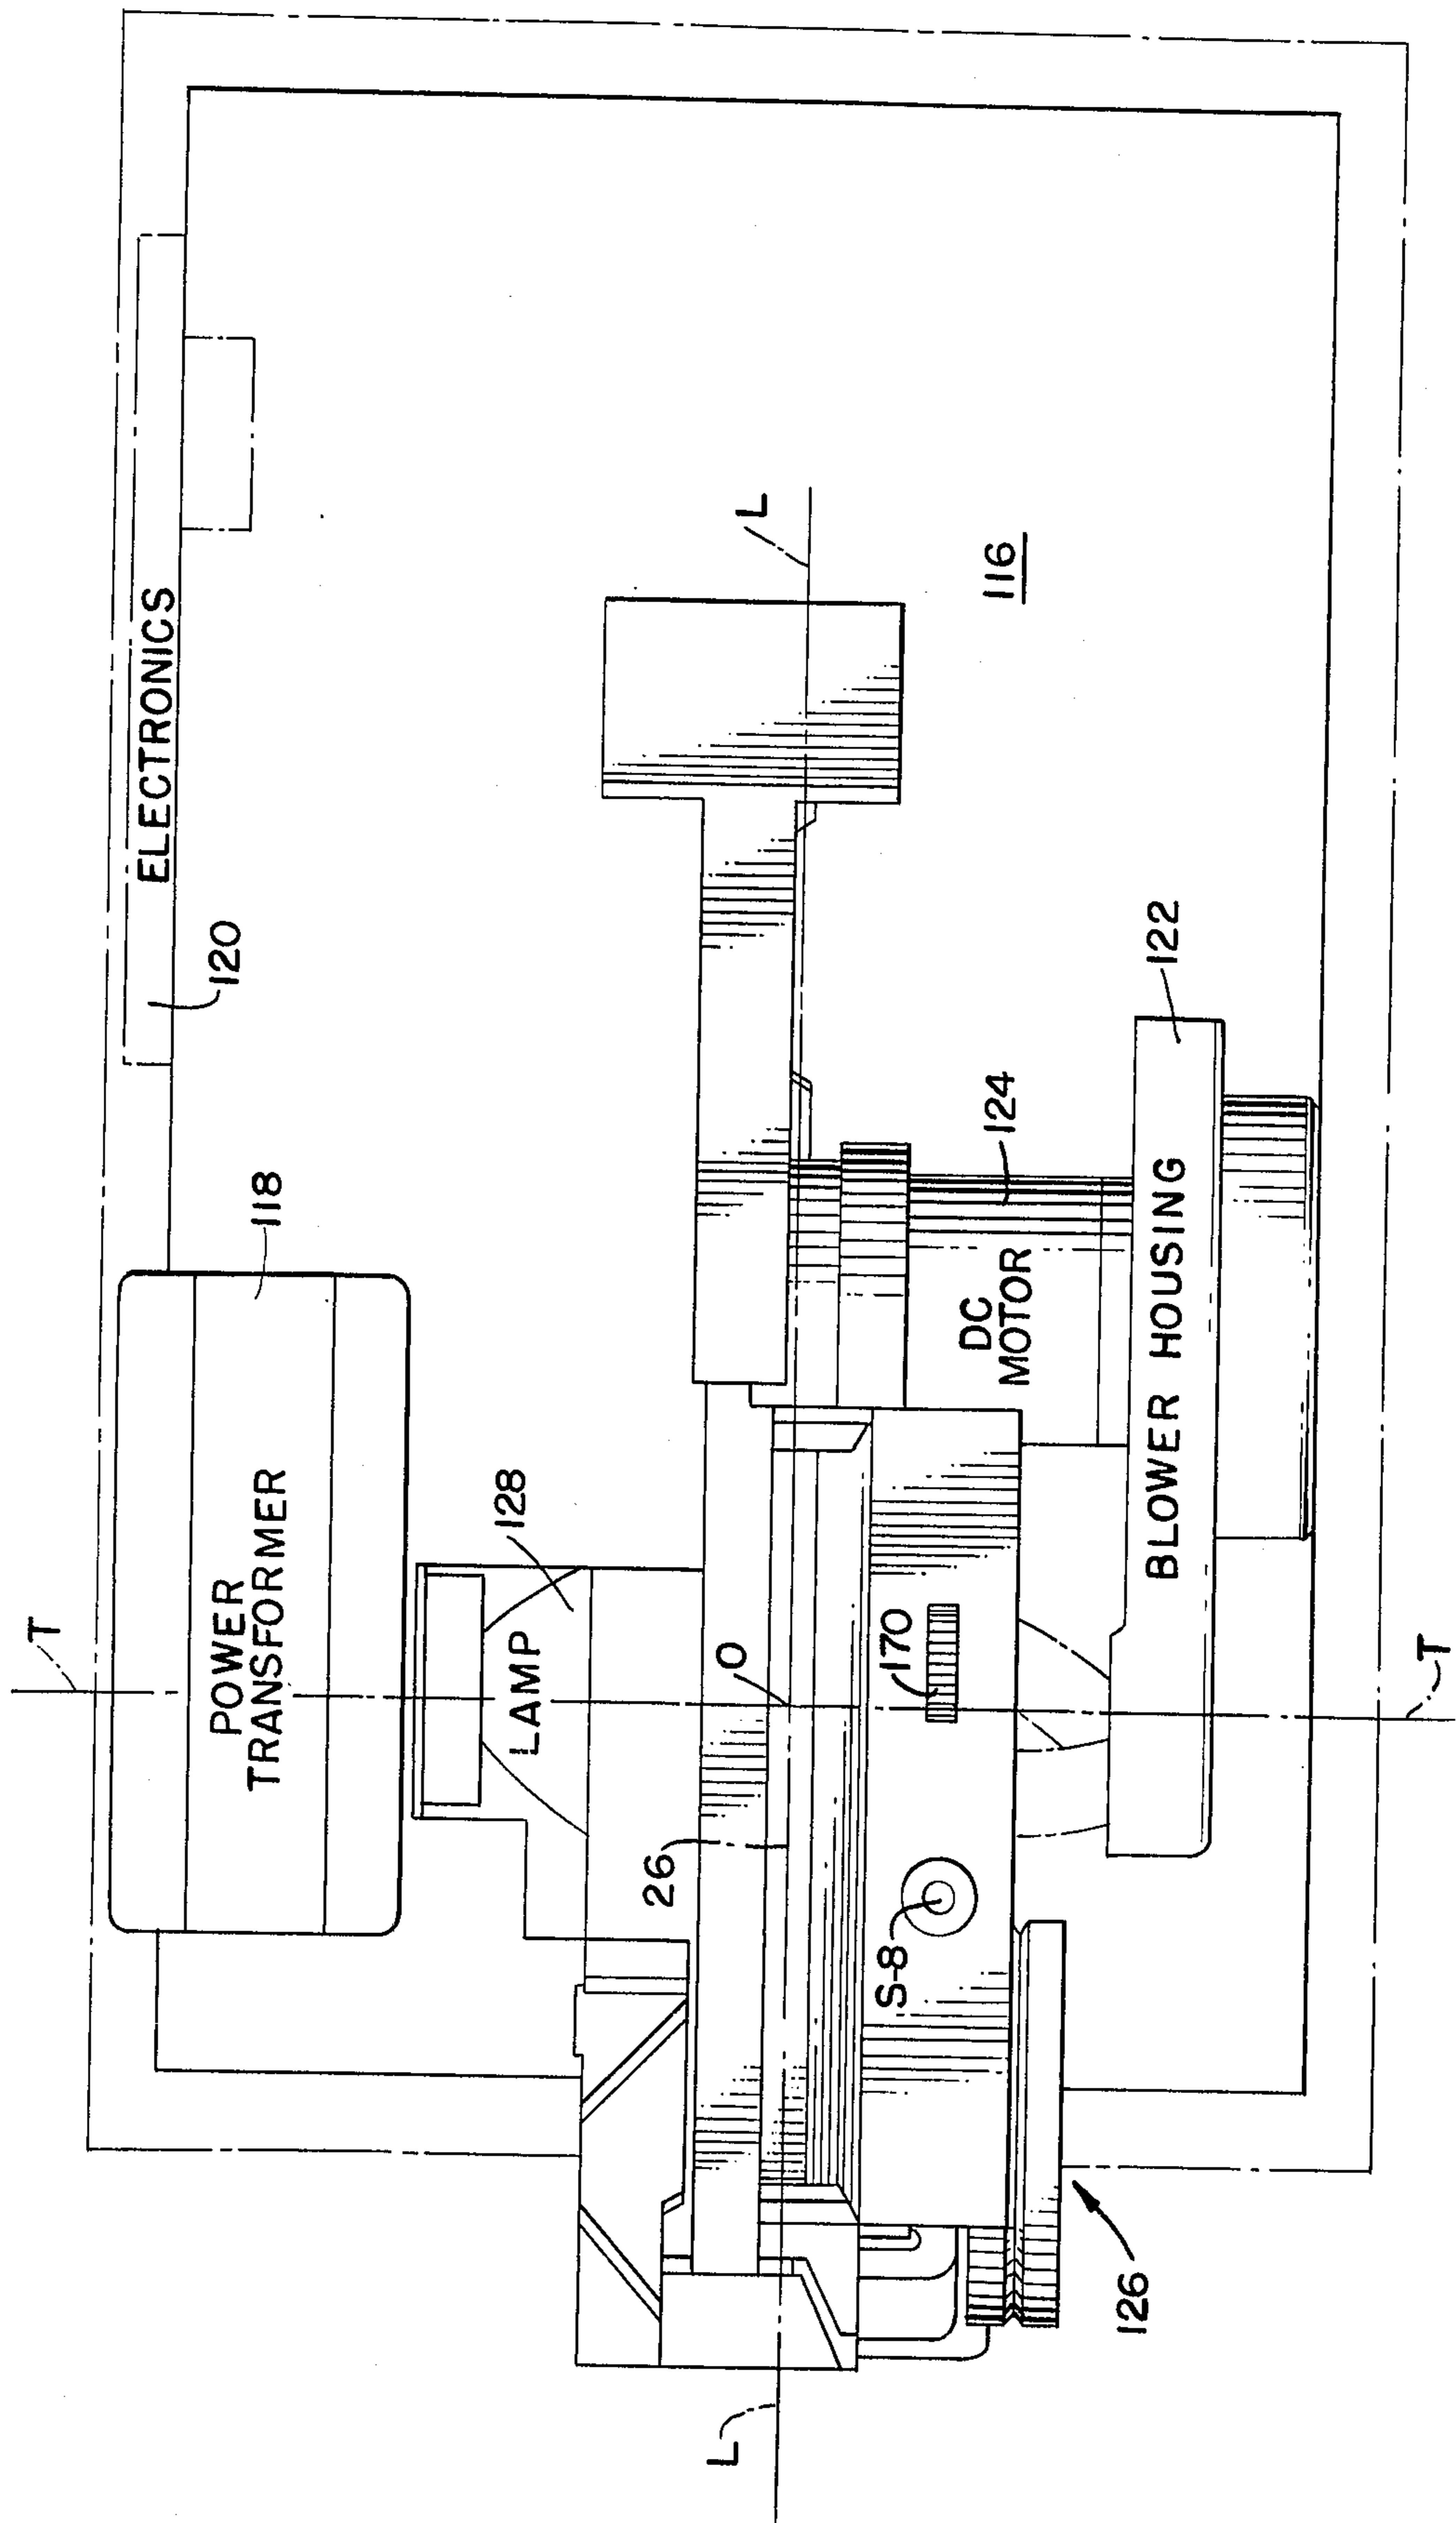 T
POWER
TRANSFORMER
118
120
ELECTRONICS
LAMP
128
O
26
L
L
116
170
S-8
DC
MOTOR
124
BLOWER HOUSING
122
126
T